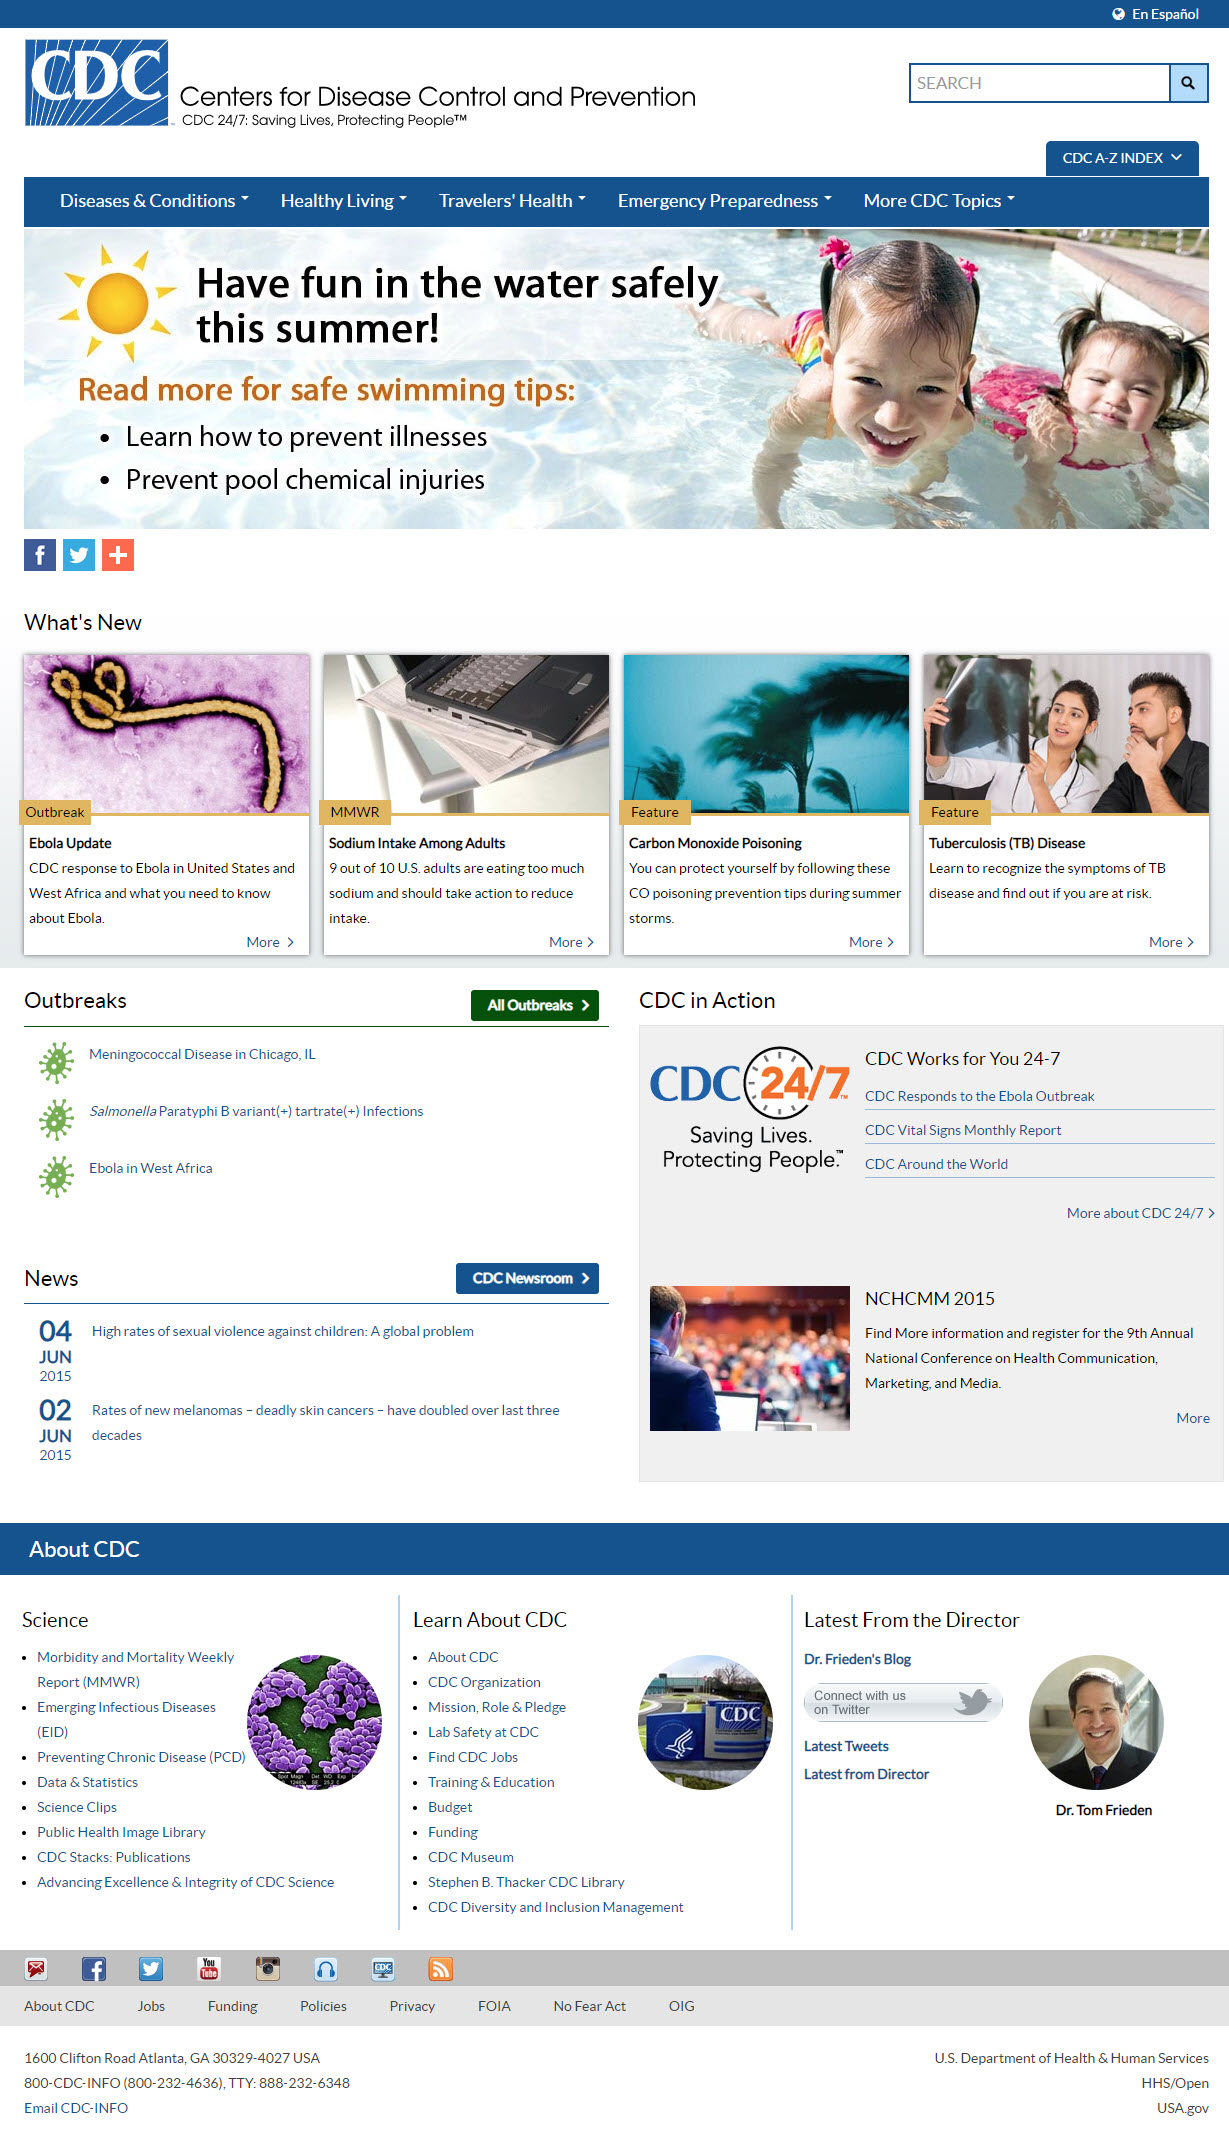 En Español
CDC
Centers for Disease Control and Prevention
CDC 24/7: Saving Lives, Protecting People™
SEARCH
CDC A-Z INDEX
Diseases & Conditions
Healthy Living
Travelers' Health
Emergency Preparedness
More CDC Topics
Have fun in the water safely
this summer!
Read more for safe swimming tips:
• Learn how to prevent illnesses
• Prevent pool chemical injuries
What's New
Outbreak
Ebola Update
CDC response to Ebola in United States and
West Africa and what you need to know
about Ebola.
More
MMWR
Sodium Intake Among Adults
9 out of 10 U.S. adults are eating too much
sodium and should take action to reduce
intake.
More
Feature
Carbon Monoxide Poisoning
You can protect yourself by following these
CO poisoning prevention tips during summer
storms.
More
Feature
Tuberculosis (TB) Disease
Learn to recognize the symptoms of TB
disease and find out if you are at risk.
More
Outbreaks
All Outbreaks
Meningococcal Disease in Chicago, IL
Salmonella Paratyphi B variant(+) tartrate(+) Infections
Ebola in West Africa
News
CDC Newsroom
04
JUN
2015
High rates of sexual violence against children: A global problem
02
JUN
2015
Rates of new melanomas – deadly skin cancers – have doubled over last three
decades
CDC in Action
CDC 24/7™
Saving Lives.
Protecting People.™
CDC Works for You 24-7
CDC Responds to the Ebola Outbreak
CDC Vital Signs Monthly Report
CDC Around the World
More about CDC 24/7
NCHCMM 2015
Find More information and register for the 9th Annual
National Conference on Health Communication,
Marketing, and Media.
More
About CDC
Science
• Morbidity and Mortality Weekly
Report (MMWR)
• Emerging Infectious Diseases
(EID)
• Preventing Chronic Disease (PCD)
• Data & Statistics
• Science Clips
• Public Health Image Library
• CDC Stacks: Publications
• Advancing Excellence & Integrity of CDC Science
Learn About CDC
• About CDC
• CDC Organization
• Mission, Role & Pledge
• Lab Safety at CDC
• Find CDC Jobs
• Training & Education
• Budget
• Funding
• CDC Museum
• Stephen B. Thacker CDC Library
• CDC Diversity and Inclusion Management
CDC
Latest From the Director
Dr. Frieden's Blog
Connect with us
on Twitter
Latest Tweets
Latest from Director
Dr. Tom Frieden
You
Tube
CDC
About CDC
Jobs
Funding
Policies
Privacy
FOIA
No Fear Act
OIG
1600 Clifton Road Atlanta, GA 30329-4027 USA
800-CDC-INFO (800-232-4636), TTY: 888-232-6348
Email CDC-INFO
U.S. Department of Health & Human Services
HHS/Open
USA.gov